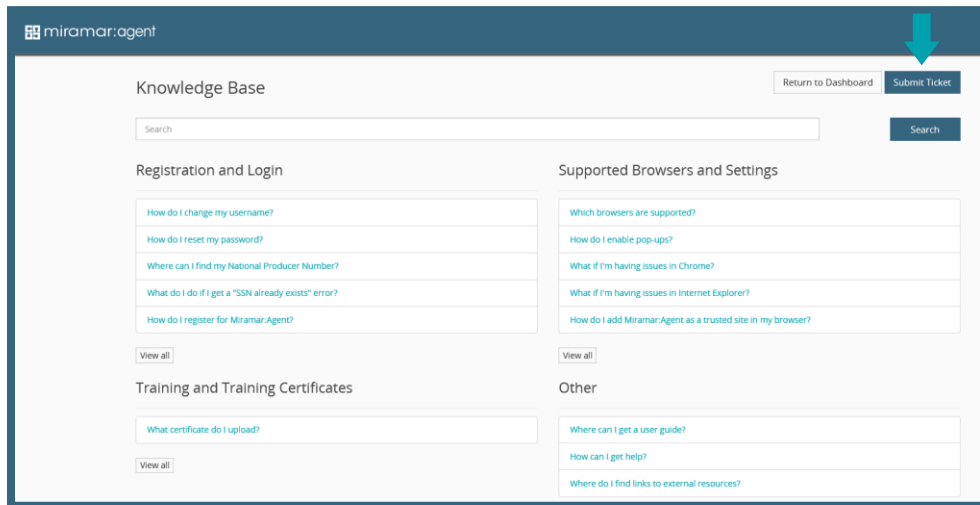 miramar:agent
Knowledge Base
Return to Dashboard
Submit Ticket
Search
Search
Registration and Login
How do I change my username?
How do I reset my password?
Where can I find my National Producer Number?
What do I do if I get a "SSN already exists" error?
How do I register for Miramar:Agent?
View all
Supported Browsers and Settings
Which browsers are supported?
How do I enable pop-ups?
What if I'm having issues in Chrome?
What if I'm having issues in Internet Explorer?
How do I add Miramar:Agent as a trusted site in my browser?
View all
Training and Training Certificates
What certificate do I upload?
View all
Other
Where can I get a user guide?
How can I get help?
Where do I find links to external resources?